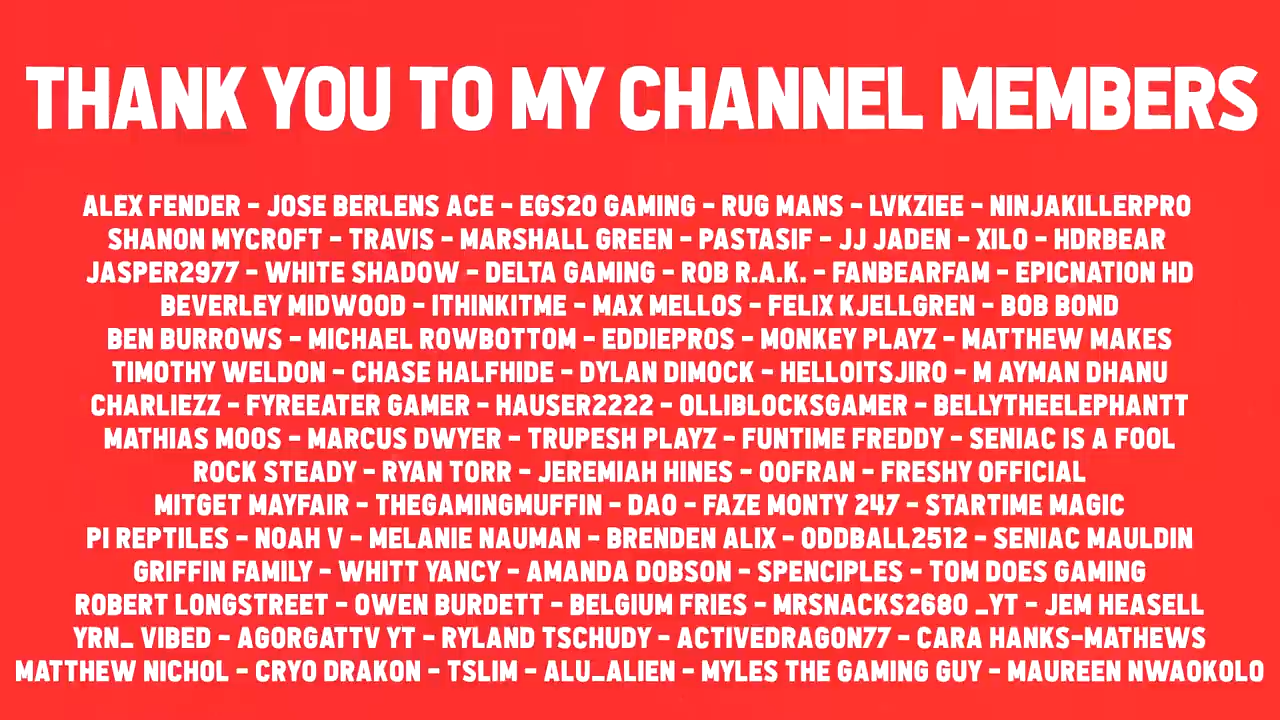 THANK YOU TO MY CHANNEL MEMBERS
ALEX FENDER - JOSE BERLENS ACE - EGS20 GAMING - RUG MANS - LVKZIEE - NINJAKILLERPRO
SHANON MYCROFT - TRAVIS - MARSHALL GREEN - PASTASIF - JJ JADEN - XILO - HDRBEAR
JASPER2977 - WHITE SHADOW - DELTA GAMING - ROB R.A.K. - FANBEARFAM - EPICNATION HD
BEVERLEY MIDWOOD - ITHINKITME - MAX MELLOS - FELIX KJELLGREN - BOB BOND
BEN BURROWS - MICHAEL ROWBOTTOM - EDDIEPROS - MONKEY PLAYZ - MATTHEW MAKES
TIMOTHY WELDON - CHASE HALFHIDE - DYLAN DIMOCK - HELLOITSJIRO - M AYMAN DHANU
CHARLIEZZ - FYREEATER GAMER - HAUSER2222 - OLLIBLOCKSGAMER - BELLYTHEELEPHANTT
MATHIAS MOOS - MARCUS DWYER - TRUPESH PLAYZ - FUNTIME FREDDY - SENIAC IS A FOOL
ROCK STEADY - RYAN TORR - JEREMIAH HINES - OOFRAN - FRESHY OFFICIAL
MITGET MAYFAIR - THEGAMINGMUFFIN - DAO - FAZE MONTY 247 - STARTIME MAGIC
PI REPTILES - NOAH V - MELANIE NAUMAN - BRENDEN ALIX - ODDBALL2512 - SENIAC MAULDIN
GRIFFIN FAMILY - WHITT YANCY - AMANDA DOBSON - SPENCIPLES - TOM DOES GAMING
ROBERT LONGSTREET - OWEN BURDETT - BELGIUM FRIES - MRSNACKS2680 _YT - JEM HEASELL
YRN_ VIBED - AGORGATTV YT - RYLAND TSCHUDY - ACTIVEDRAGON77 - CARA HANKS-MATHEWS
MATTHEW NICHOL - CRYO DRAKON - TSLIM - ALU_ALIEN - MYLES THE GAMING GUY - MAUREEN NWAOKOLO